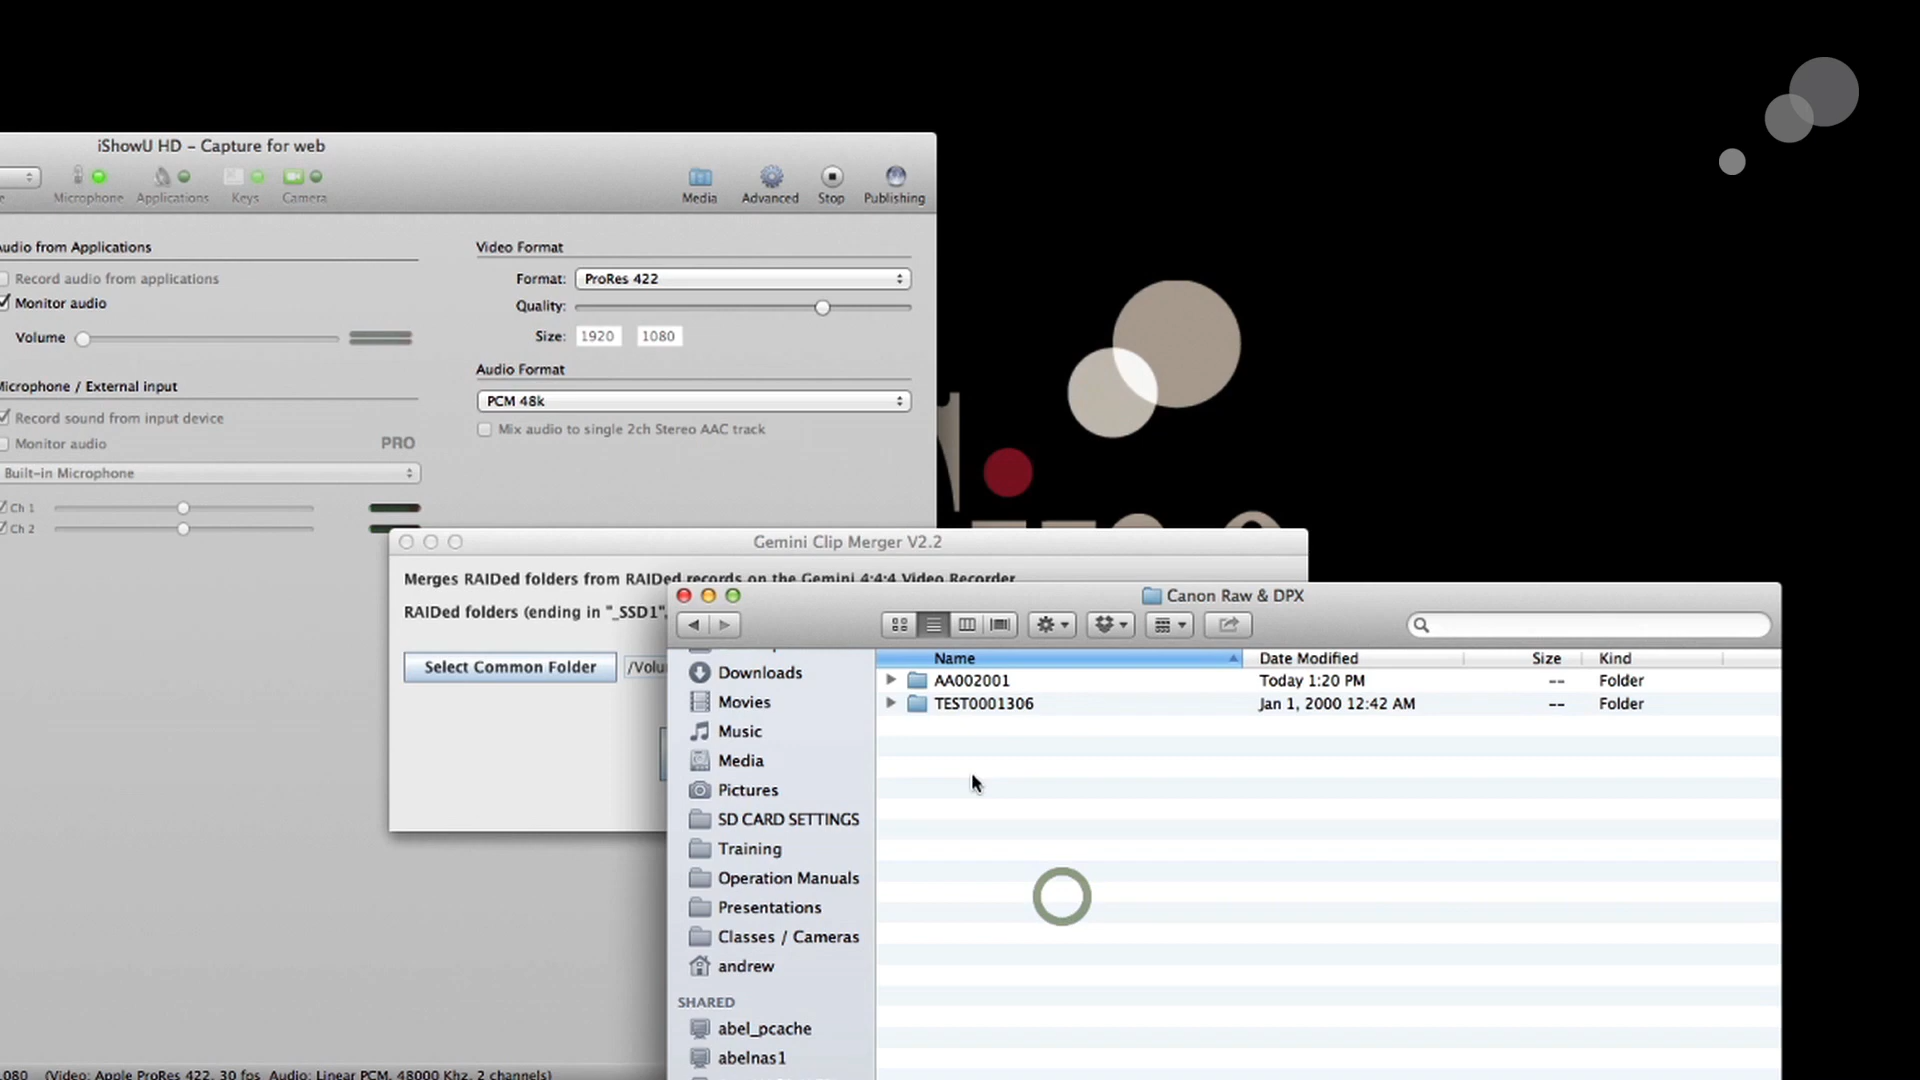 iShowU HD – Capture for web
Microphone Applications Keys Camera Media Advanced Stop Publishing
Audio from Applications
Record audio from applications
Monitor audio
Volume
Microphone / External input
Record sound from input device
Monitor audio PRO
Built-in Microphone
Ch 1
Ch 2
Video Format
Format: ProRes 422
Quality:
Size: 1920 1080
Audio Format
PCM 48k
Mix audio to single 2ch Stereo AAC track
Gemini Clip Merger V2.2
Merges RAIDed folders from RAIDed records on the Gemini 4:4:4 Video Recorder
RAIDed folders (ending in "_SSD1",
Select Common Folder /Volu
Canon Raw & DPX
Name Date Modified Size Kind
AA002001 Today 1:20 PM -- Folder
TEST0001306 Jan 1, 2000 12:42 AM -- Folder
Downloads
Movies
Music
Media
Pictures
SD CARD SETTINGS
Training
Operation Manuals
Presentations
Classes / Cameras
andrew
SHARED
abel_pcache
abelnas1
080 (Video: Apple ProRes 422, 30 fps Audio: Linear PCM, 48000 Khz, 2 channels)